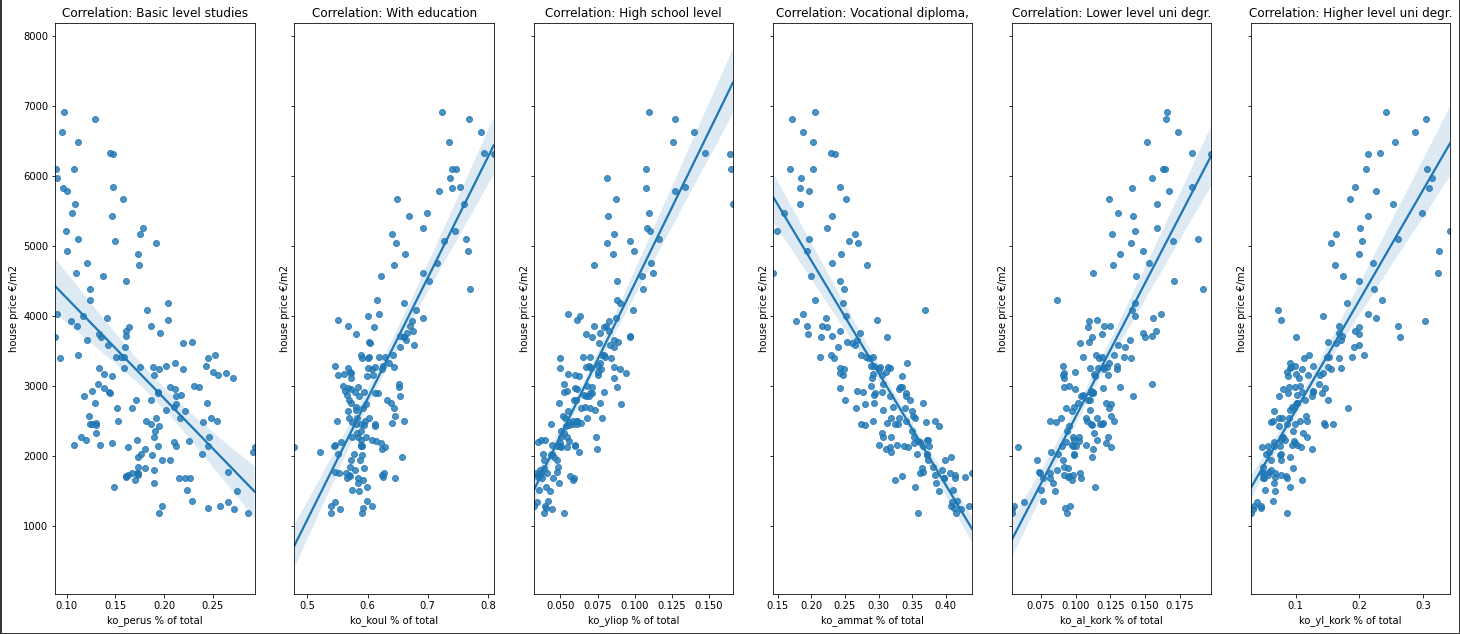 Correlation: Basic level studies
Correlation: With education
Correlation: High school level
Correlation: Vocational diploma,
Correlation: Lower level uni degr.
Correlation: Higher level uni degr.
8000
7000
6000
5000
4000
3000
2000
1000
house price €/m2
house price €/m2
house price €/m2
house price €/m2
house price €/m2
house price €/m2
0.10 0.15 0.20 0.25
0.5 0.6 0.7 0.8
0.050 0.075 0.100 0.125 0.150
0.15 0.20 0.25 0.30 0.35 0.40
0.075 0.100 0.125 0.150 0.175
0.1 0.2 0.3
ko_perus % of total
ko_koul % of total
ko_yliop % of total
ko_ammat % of total
ko_al_kork % of total
ko_yl_kork % of total